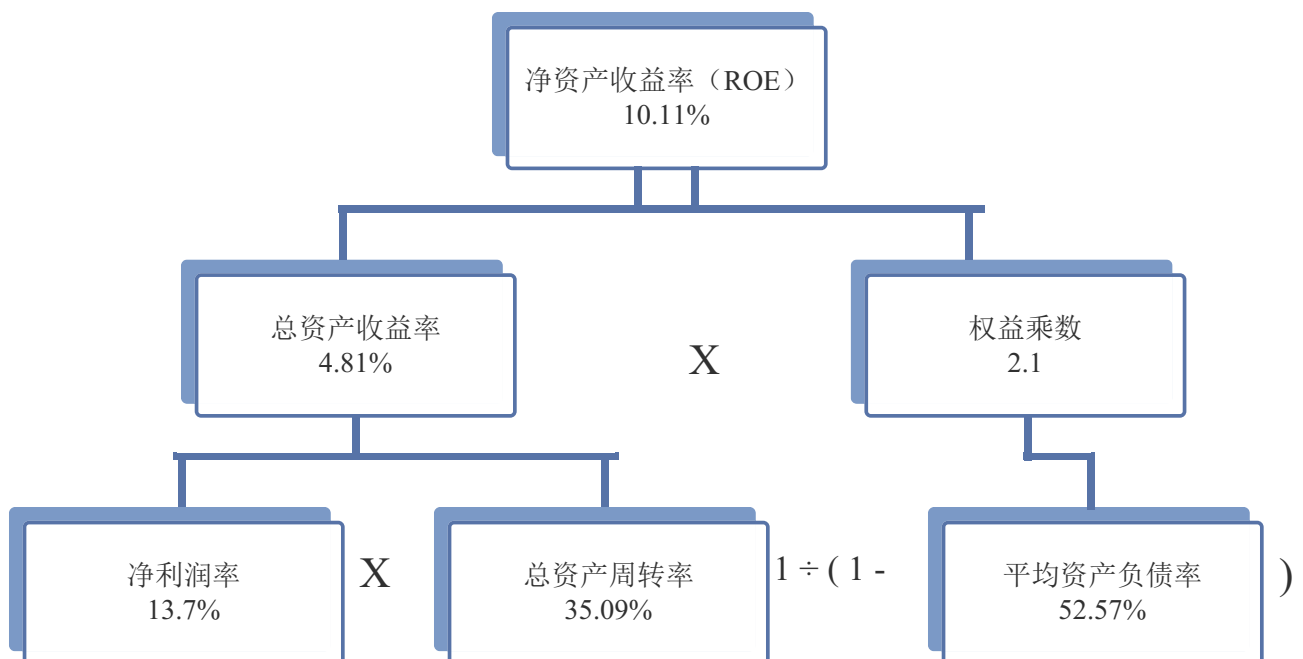 净资产收益率（ROE）
10.11%
总资产收益率
4.81%
X
权益乘数
2.1
净利润率
13.7%
X
总资产周转率
35.09%
1 ÷ ( 1 -
平均资产负债率
52.57%
)